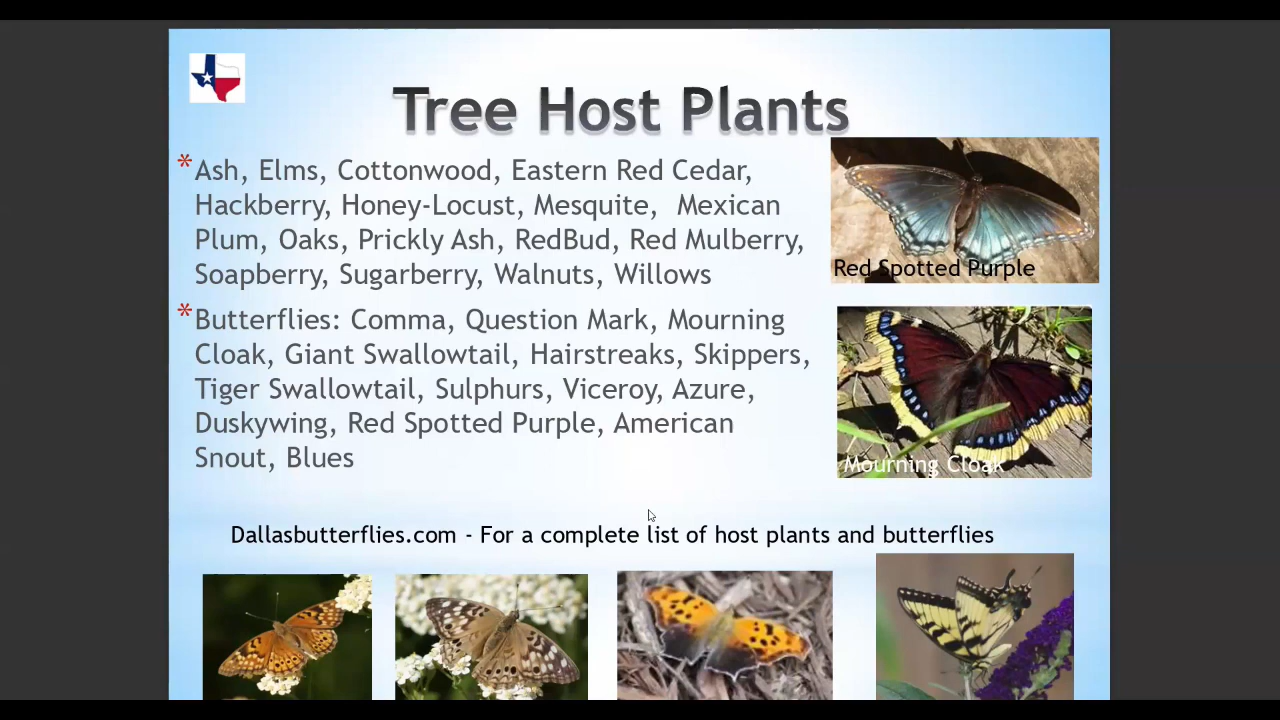 Tree Host Plants
* Ash, Elms, Cottonwood, Eastern Red Cedar,
Hackberry, Honey-Locust, Mesquite, Mexican
Plum, Oaks, Prickly Ash, RedBud, Red Mulberry,
Soapberry, Sugarberry, Walnuts, Willows
Red Spotted Purple
* Butterflies: Comma, Question Mark, Mourning
Cloak, Giant Swallowtail, Hairstreaks, Skippers,
Tiger Swallowtail, Sulphurs, Viceroy, Azure,
Duskywing, Red Spotted Purple, American
Snout, Blues
Mourning Cloak
Dallasbutterflies.com - For a complete list of host plants and butterflies